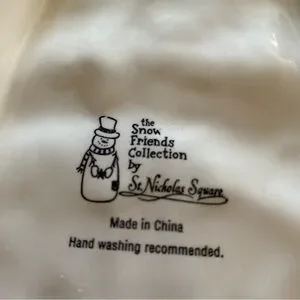 the
Snow
Friends
Collection
by
St. Nicholas Square
Made in China
Hand washing recommended.